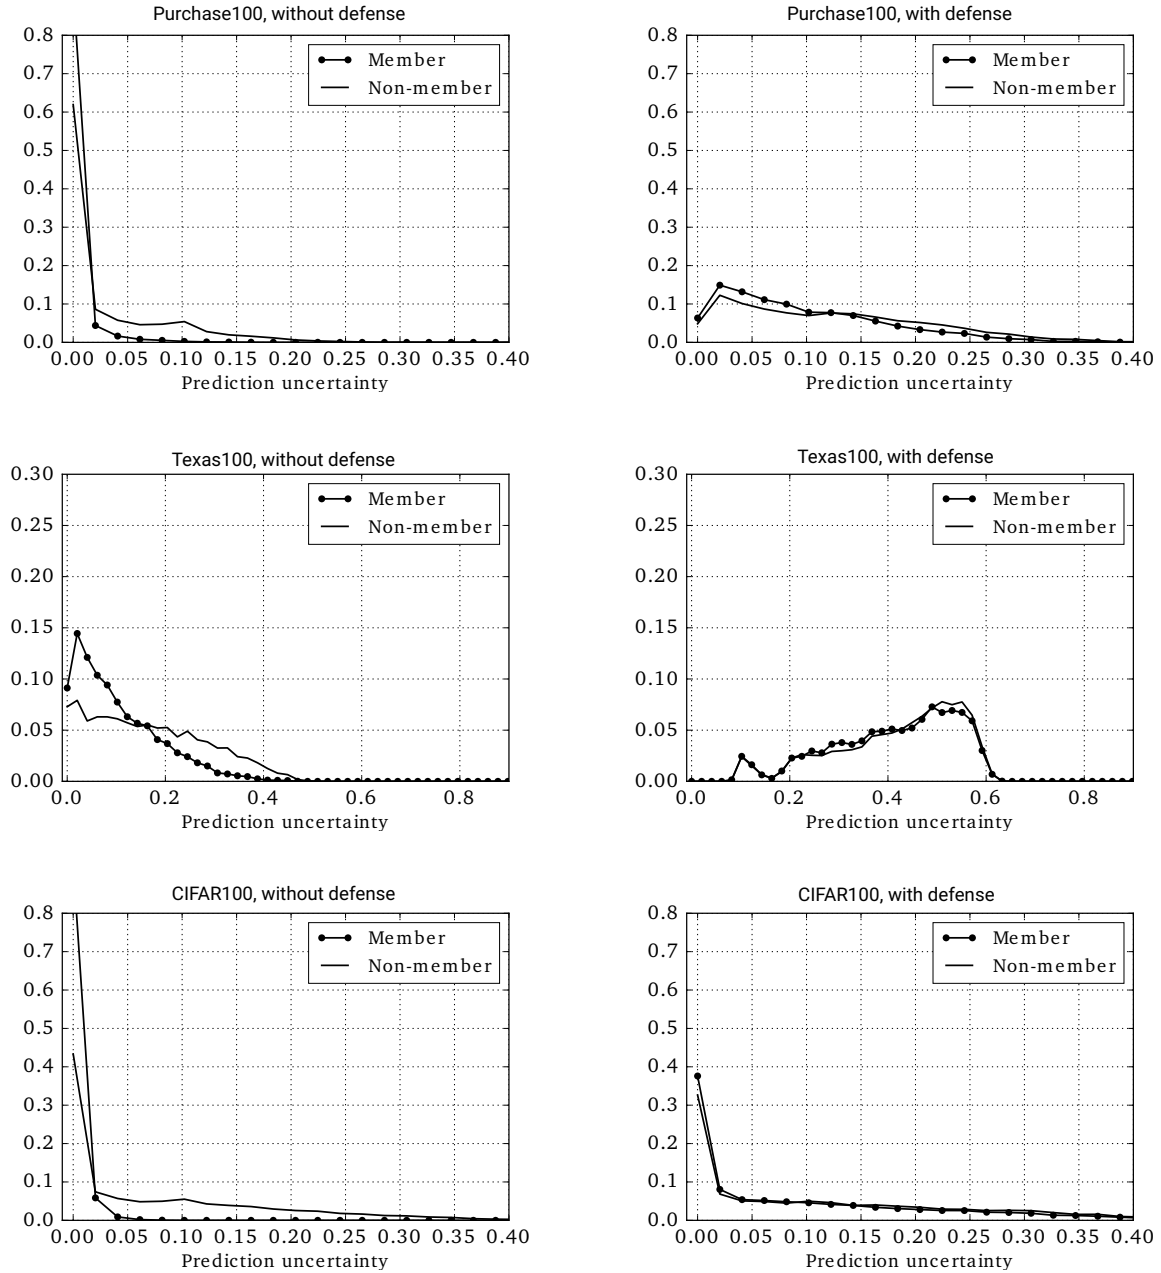 Purchase100, without defense
0.8
0.7
0.6
0.5
0.4
0.3
0.2
0.1
0.0
Member
Non-member
0.00 0.05 0.10 0.15 0.20 0.25 0.30 0.35 0.40
Prediction uncertainty
Purchase100, with defense
0.8
0.7
0.6
0.5
0.4
0.3
0.2
0.1
0.0
Member
Non-member
0.00 0.05 0.10 0.15 0.20 0.25 0.30 0.35 0.40
Prediction uncertainty
Texas100, without defense
0.30
0.25
0.20
0.15
0.10
0.05
0.00
Member
Non-member
0.0 0.2 0.4 0.6 0.8
Prediction uncertainty
Texas100, with defense
0.30
0.25
0.20
0.15
0.10
0.05
0.00
Member
Non-member
0.0 0.2 0.4 0.6 0.8
Prediction uncertainty
CIFAR100, without defense
0.8
0.7
0.6
0.5
0.4
0.3
0.2
0.1
0.0
Member
Non-member
0.00 0.05 0.10 0.15 0.20 0.25 0.30 0.35 0.40
Prediction uncertainty
CIFAR100, with defense
0.8
0.7
0.6
0.5
0.4
0.3
0.2
0.1
0.0
Member
Non-member
0.00 0.05 0.10 0.15 0.20 0.25 0.30 0.35 0.40
Prediction uncertainty